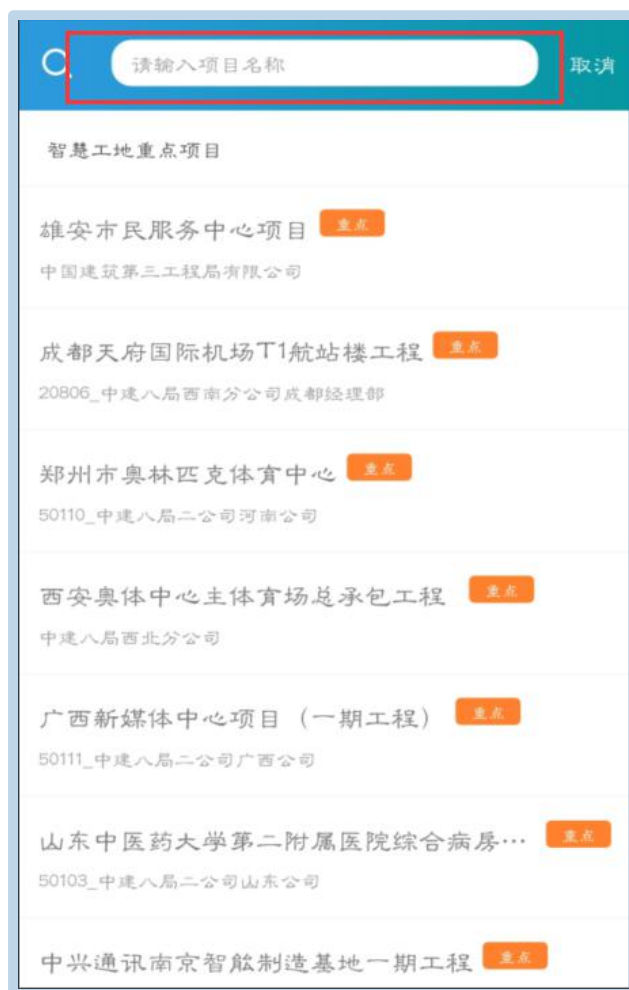 请输入项目名称 取消
智慧工地重点项目
雄安市民服务中心项目 重点
中国建筑第三工程局有限公司
成都天府国际机场T1航站楼工程 重点
20806_中建八局西南分公司成都经理部
郑州市奥林匹克体育中心 重点
50110_中建八局二公司河南公司
西安奥体中心主体育场总承包工程 重点
中建八局西北分公司
广西新媒体中心项目（一期工程） 重点
50111_中建八局二公司广西公司
山东中医药大学第二附属医院综合病房… 重点
50103_中建八局二公司山东公司
中兴通讯南京智能制造基地一期工程 重点